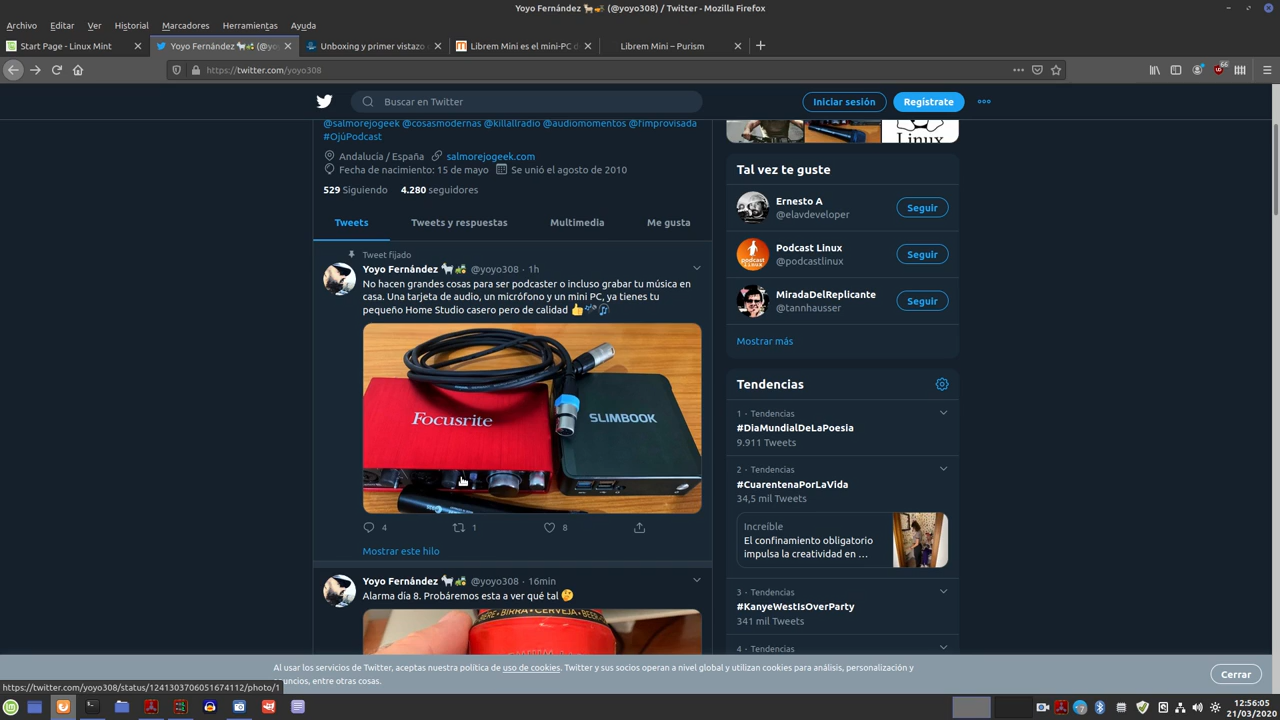 Yoyo Fernández 🐐🚜 (@yoyo308) / Twitter - Mozilla Firefox
Archivo Editar Ver Historial Marcadores Herramientas Ayuda
Start Page - Linux Mint
Yoyo Fernández 🐐🚜 (@yo
Unboxing y primer vistazo
Librem Mini es el mini-PC d
Librem Mini – Purism
https://twitter.com/yoyo308
66
Buscar en Twitter
Iniciar sesión
Regístrate
@salmorejogeek @cosasmodernas @killallradio @audiomomentos @fimprovisada
#OjúPodcast
Andalucía / España salmorejogeek.com
Fecha de nacimiento: 15 de mayo Se unió el agosto de 2010
529 Siguiendo 4.280 seguidores
Tweets Tweets y respuestas Multimedia Me gusta
Tweet fijado
Yoyo Fernández 🐐🚜 @yoyo308 · 1h
No hacen grandes cosas para ser podcaster o incluso grabar tu música en
casa. Una tarjeta de audio, un micrófono y un mini PC, ya tienes tu
pequeño Home Studio casero pero de calidad 👍🎼🎧
Focusrite
SLIMBOOK
4 1 8
Mostrar este hilo
Yoyo Fernández 🐐🚜 @yoyo308 · 16min
Alarma día 8. Probáremos esta a ver qué tal 🤔
BIRRA · CERVEJA · BEE
Linux
Tal vez te guste
Ernesto A
@elavdeveloper
Seguir
Podcast Linux
@podcastlinux
Seguir
MiradaDelReplicante
@tannhausser
Seguir
Mostrar más
Tendencias
1 · Tendencias
#DiaMundialDeLaPoesia
9.911 Tweets
2 · Tendencias
#CuarentenaPorLaVida
34,5 mil Tweets
Increíble
El confinamiento obligatorio
impulsa la creatividad en ...
3 · Tendencias
#KanyeWestIsOverParty
341 mil Tweets
4 · Tendencias
Al usar los servicios de Twitter, aceptas nuestra política de uso de cookies. Twitter y sus socios operan a nivel global y utilizan cookies para análisis, personalización y
anuncios, entre otras cosas.
Cerrar
https://twitter.com/yoyo308/status/1241303706051674112/photo/1
12:56:05
21/03/2020